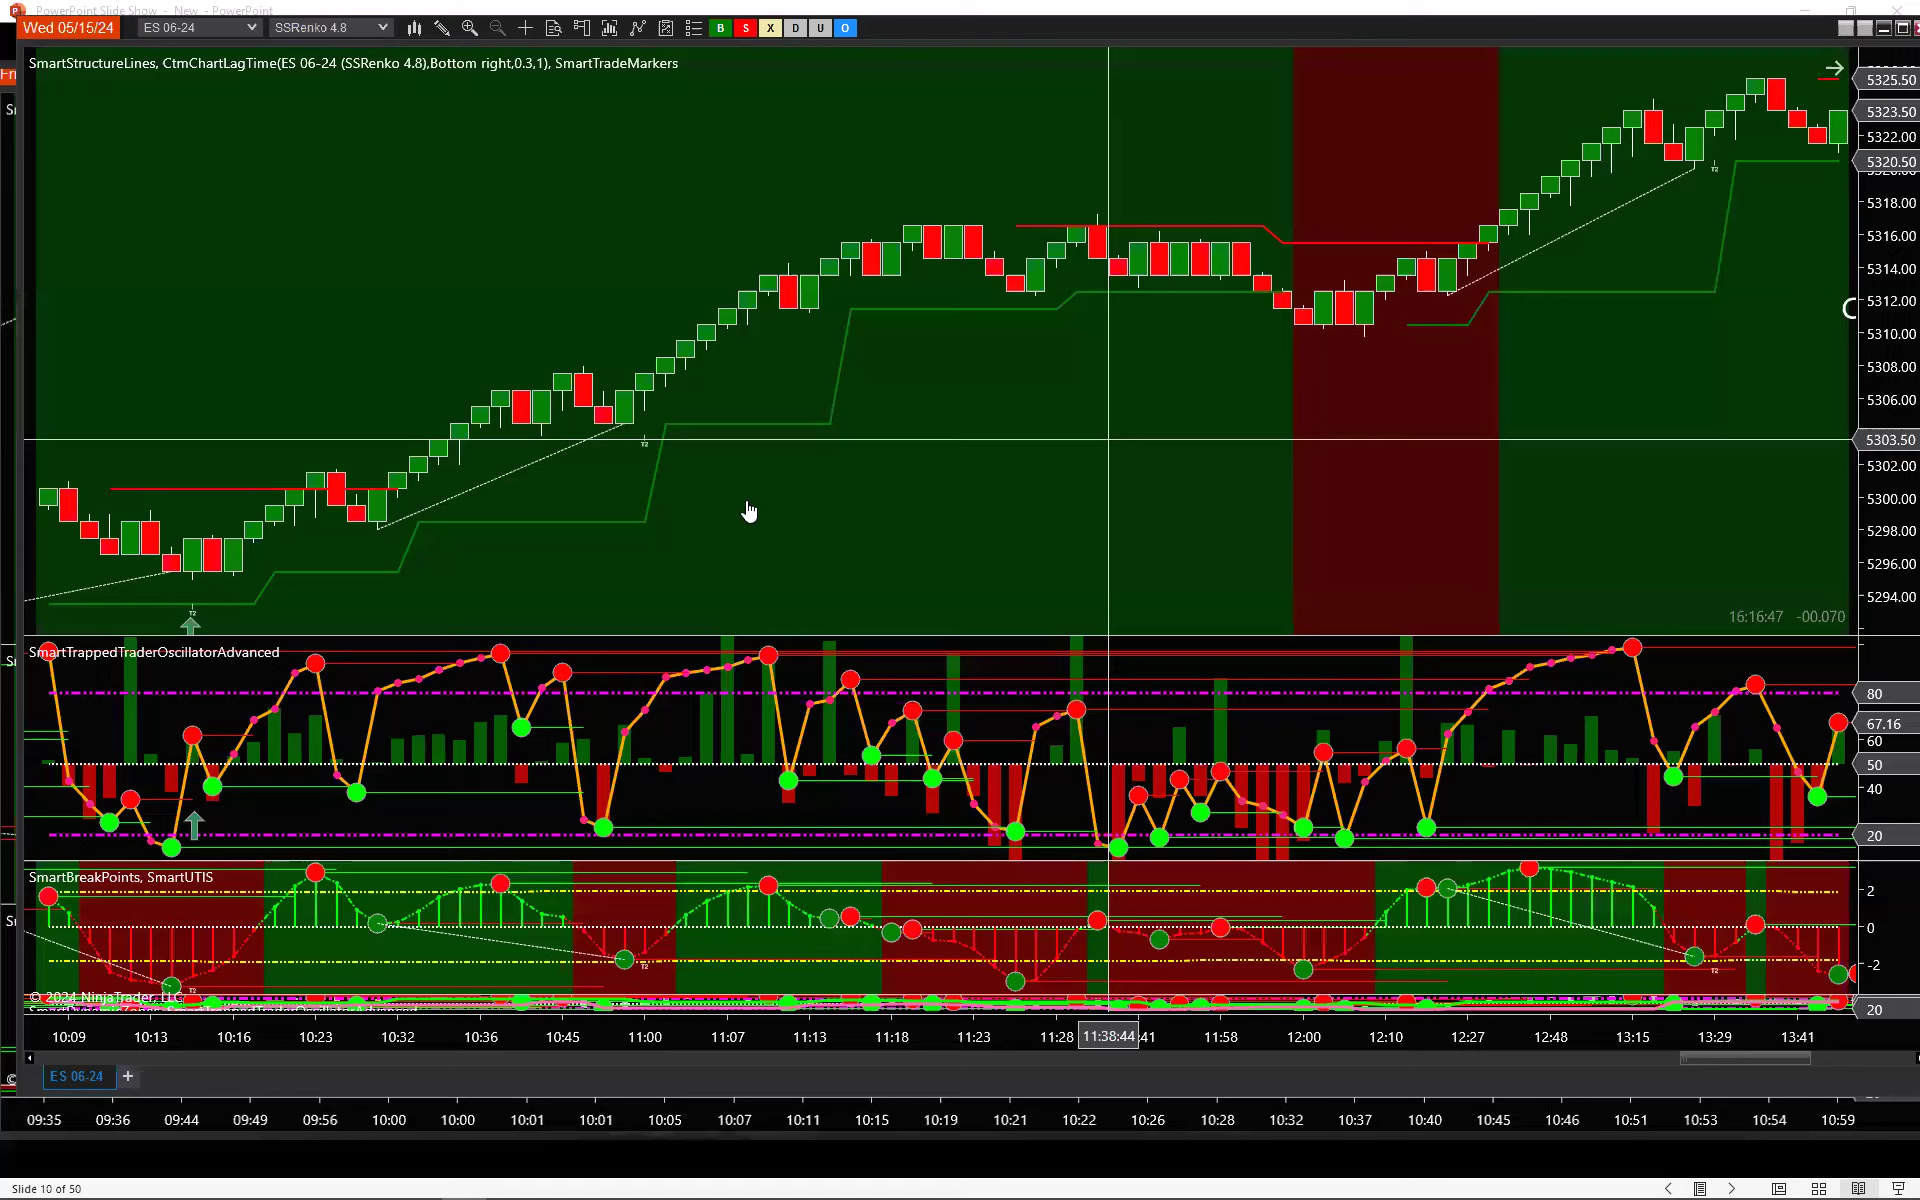 PowerPoint Slide Show - New - PowerPoint
Wed 05/15/24 ES 06-24 SSRenko 4.8 B S X D U O
SmartStructureLines, CtmChartLagTime(ES 06-24 (SSRenko 4.8),Bottom right,0.3,1), SmartTradeMarkers
5325.50
5323.50
5322.00
5320.50
5318.00
5316.00
5314.00
5312.00
5310.00
5308.00
5306.00
5303.50
5302.00
5300.00
5298.00
5296.00
5294.00
T2
T2
T2
16:16:47 -00.070
SmartTrappedTraderOscillatorAdvanced
80
67.16
60
50
40
20
SmartBreakPoints, SmartUTIS
2
0
-2
T2
T2
T2
© 2024 NinjaTrader, LLC
20
10:09 10:13 10:16 10:23 10:32 10:36 10:45 11:00 11:07 11:13 11:18 11:23 11:28 11:38:44 :41 11:58 12:00 12:10 12:27 12:48 13:15 13:29 13:41
ES 06-24 +
09:35 09:36 09:44 09:49 09:56 10:00 10:00 10:01 10:01 10:05 10:07 10:11 10:15 10:19 10:21 10:22 10:26 10:28 10:32 10:37 10:40 10:45 10:46 10:51 10:53 10:54 10:59
Slide 10 of 50